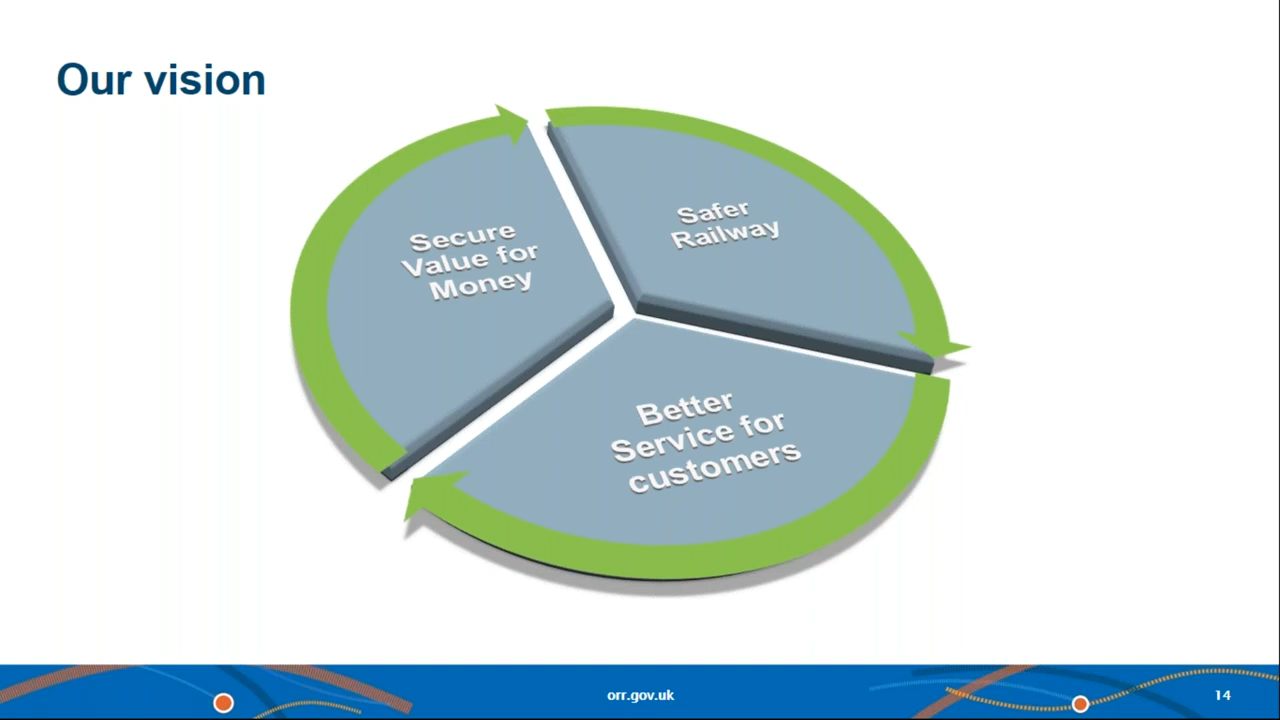 Our vision
Secure
Value for
Money
Safer
Railway
Better
Service for
customers
orr.gov.uk
14